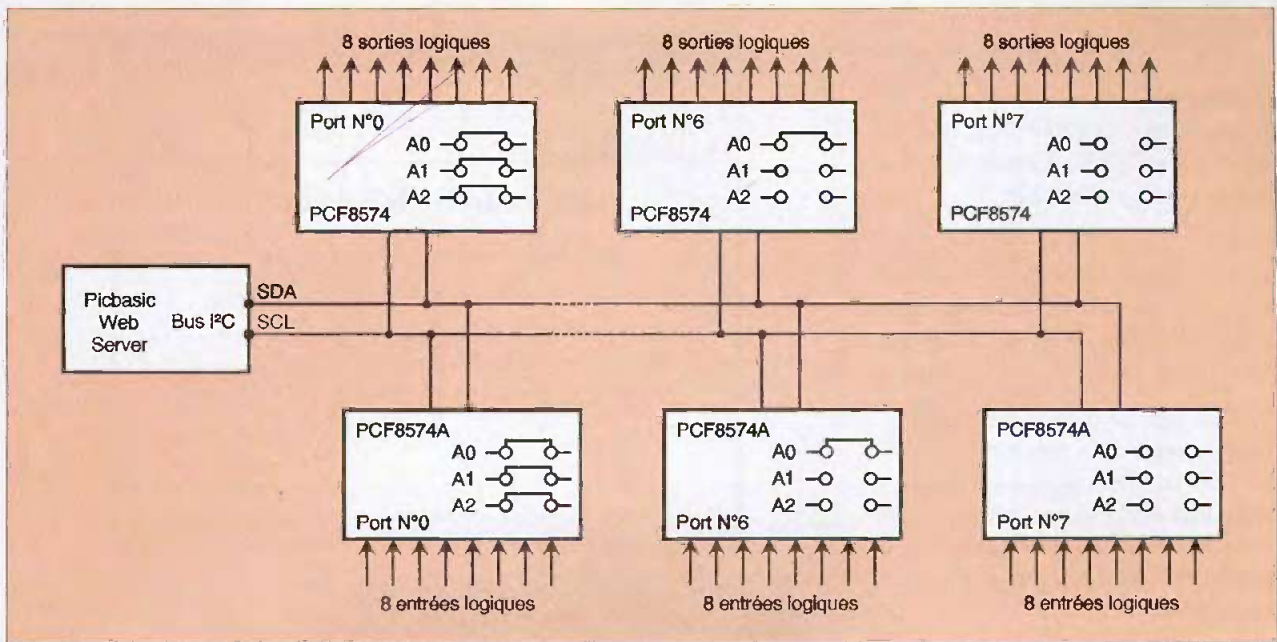 8 sorties logiques
8 sorties logiques
8 sorties logiques
Port N°0
A0
A1
A2
PCF8574
Port N°6
A0
A1
A2
PCF8574
Port N°7
A0
A1
A2
PCF8574
Picbasic
Web
Server
Bus I²C
SDA
SCL
PCF8574A
A0
A1
A2
Port N°0
PCF8574A
A0
A1
A2
Port N°6
PCF8574A
A0
A1
A2
Port N°7
8 entrées logiques
8 entrées logiques
8 entrées logiques